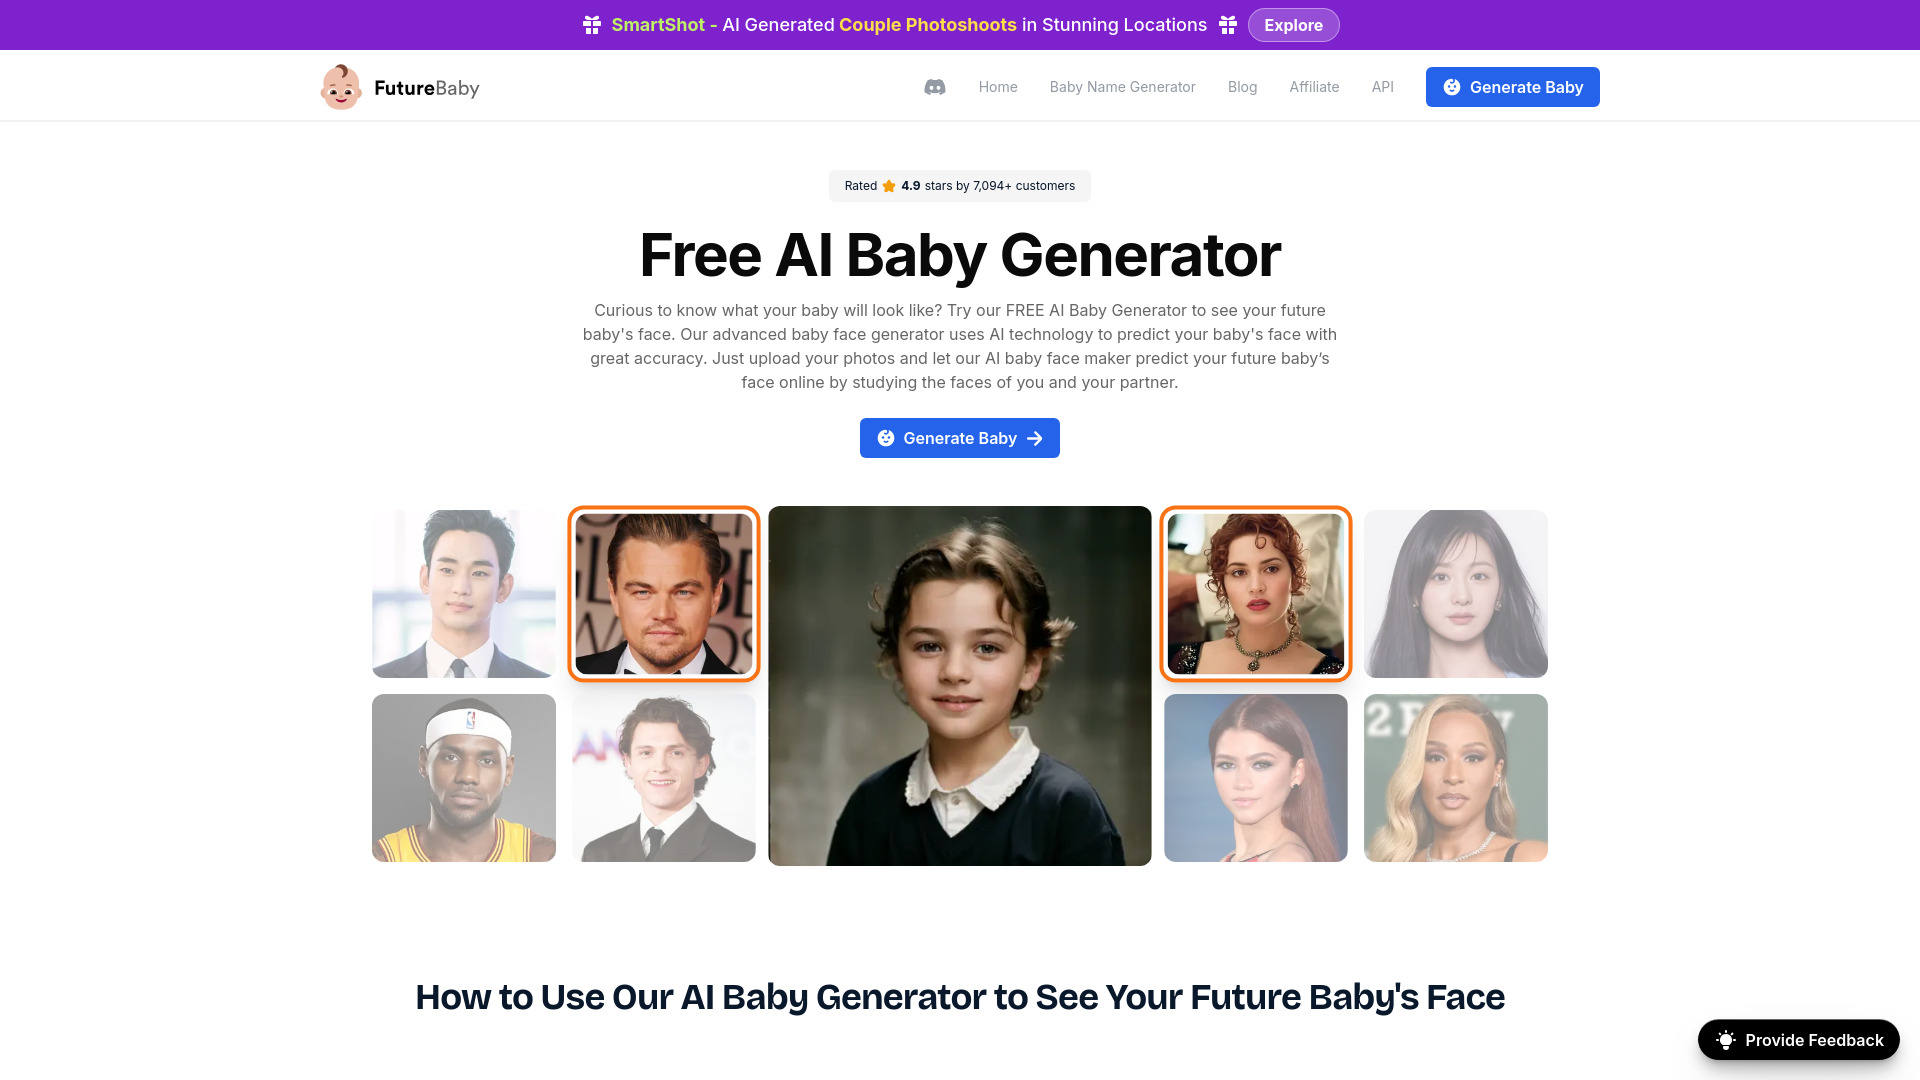 SmartShot - AI Generated Couple Photoshoots in Stunning Locations Explore
FutureBaby Home Baby Name Generator Blog Affiliate API Generate Baby
Rated 4.9 stars by 7,094+ customers
Free AI Baby Generator
Curious to know what your baby will look like? Try our FREE AI Baby Generator to see your future
baby's face. Our advanced baby face generator uses AI technology to predict your baby's face with
great accuracy. Just upload your photos and let our AI baby face maker predict your future baby’s
face online by studying the faces of you and your partner.
Generate Baby
How to Use Our AI Baby Generator to See Your Future Baby's Face
Provide Feedback